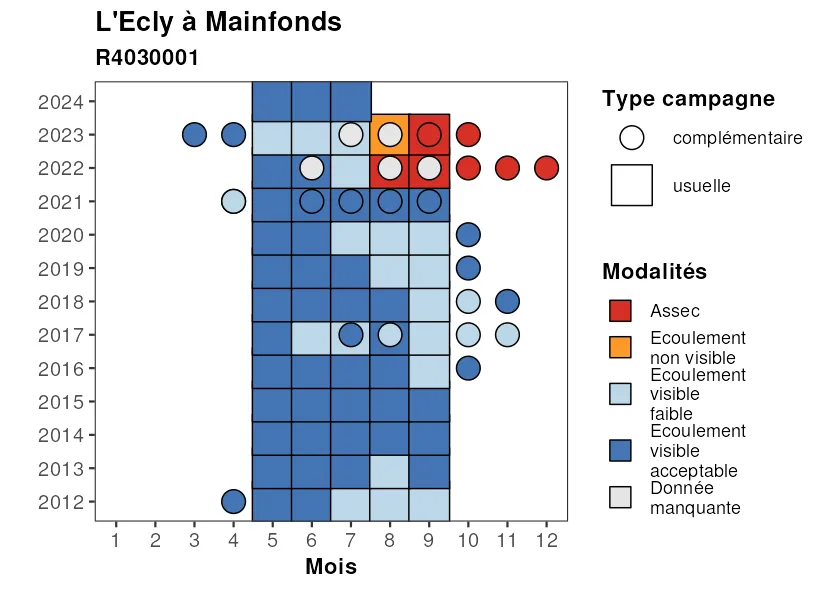 L'Ecly à Mainfonds
R4030001
2024
2023
2022
2021
2020
2019
2018
2017
2016
2015
2014
2013
2012
1 2 3 4 5 6 7 8 9 10 11 12
Mois
Type campagne
complémentaire
usuelle
Modalités
Assec
Ecoulement
non visible
Ecoulement
visible
faible
Ecoulement
visible
acceptable
Donnée
manquante